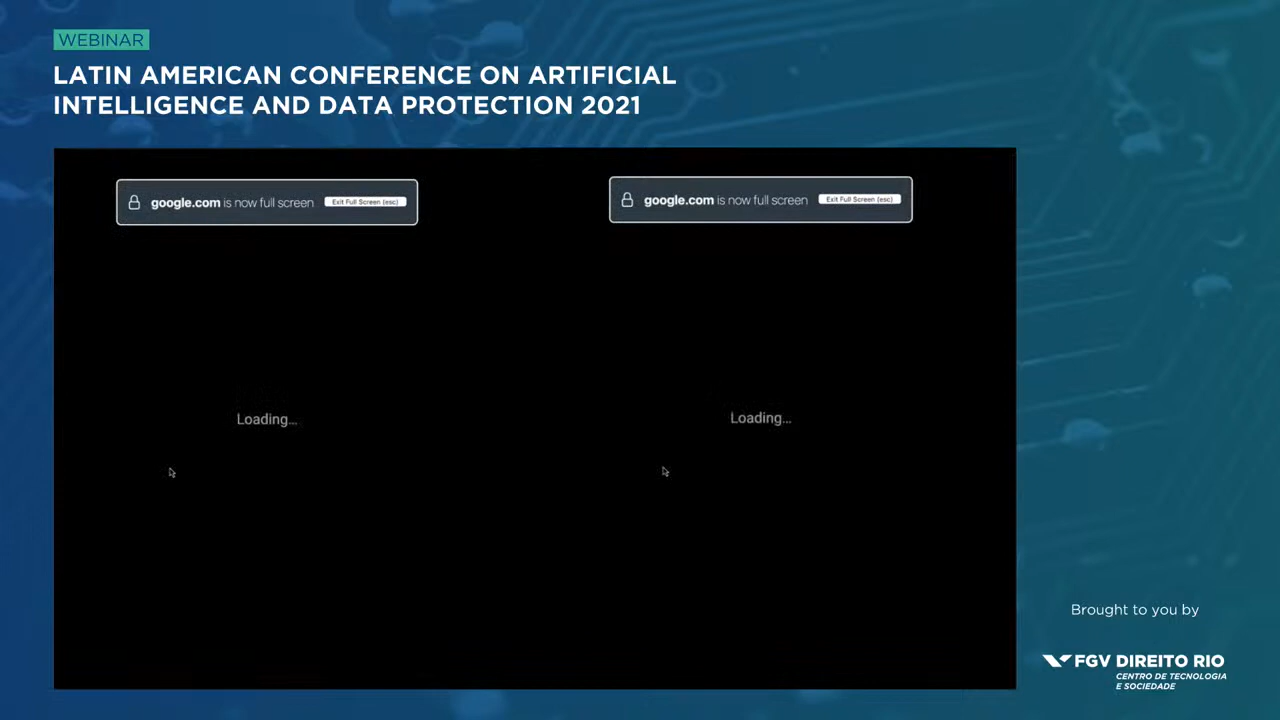 WEBINAR
LATIN AMERICAN CONFERENCE ON ARTIFICIAL
INTELLIGENCE AND DATA PROTECTION 2021
google.com is now full screen Exit Full Screen (esc)
google.com is now full screen Exit Full Screen (esc)
Loading...
Loading...
Brought to you by
FGV DIREITO RIO
CENTRO DE TECNOLOGIA
E SOCIEDADE